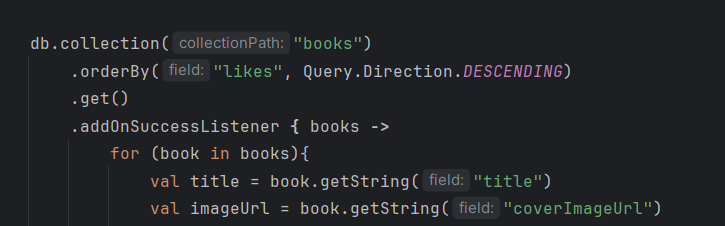 db.collection( collectionPath: "books")
.orderBy( field: "likes", Query.Direction.DESCENDING)
.get()
.addOnSuccessListener { books ->
for (book in books){
val title = book.getString( field: "title")
val imageUrl = book.getString( field: "coverImageUrl")